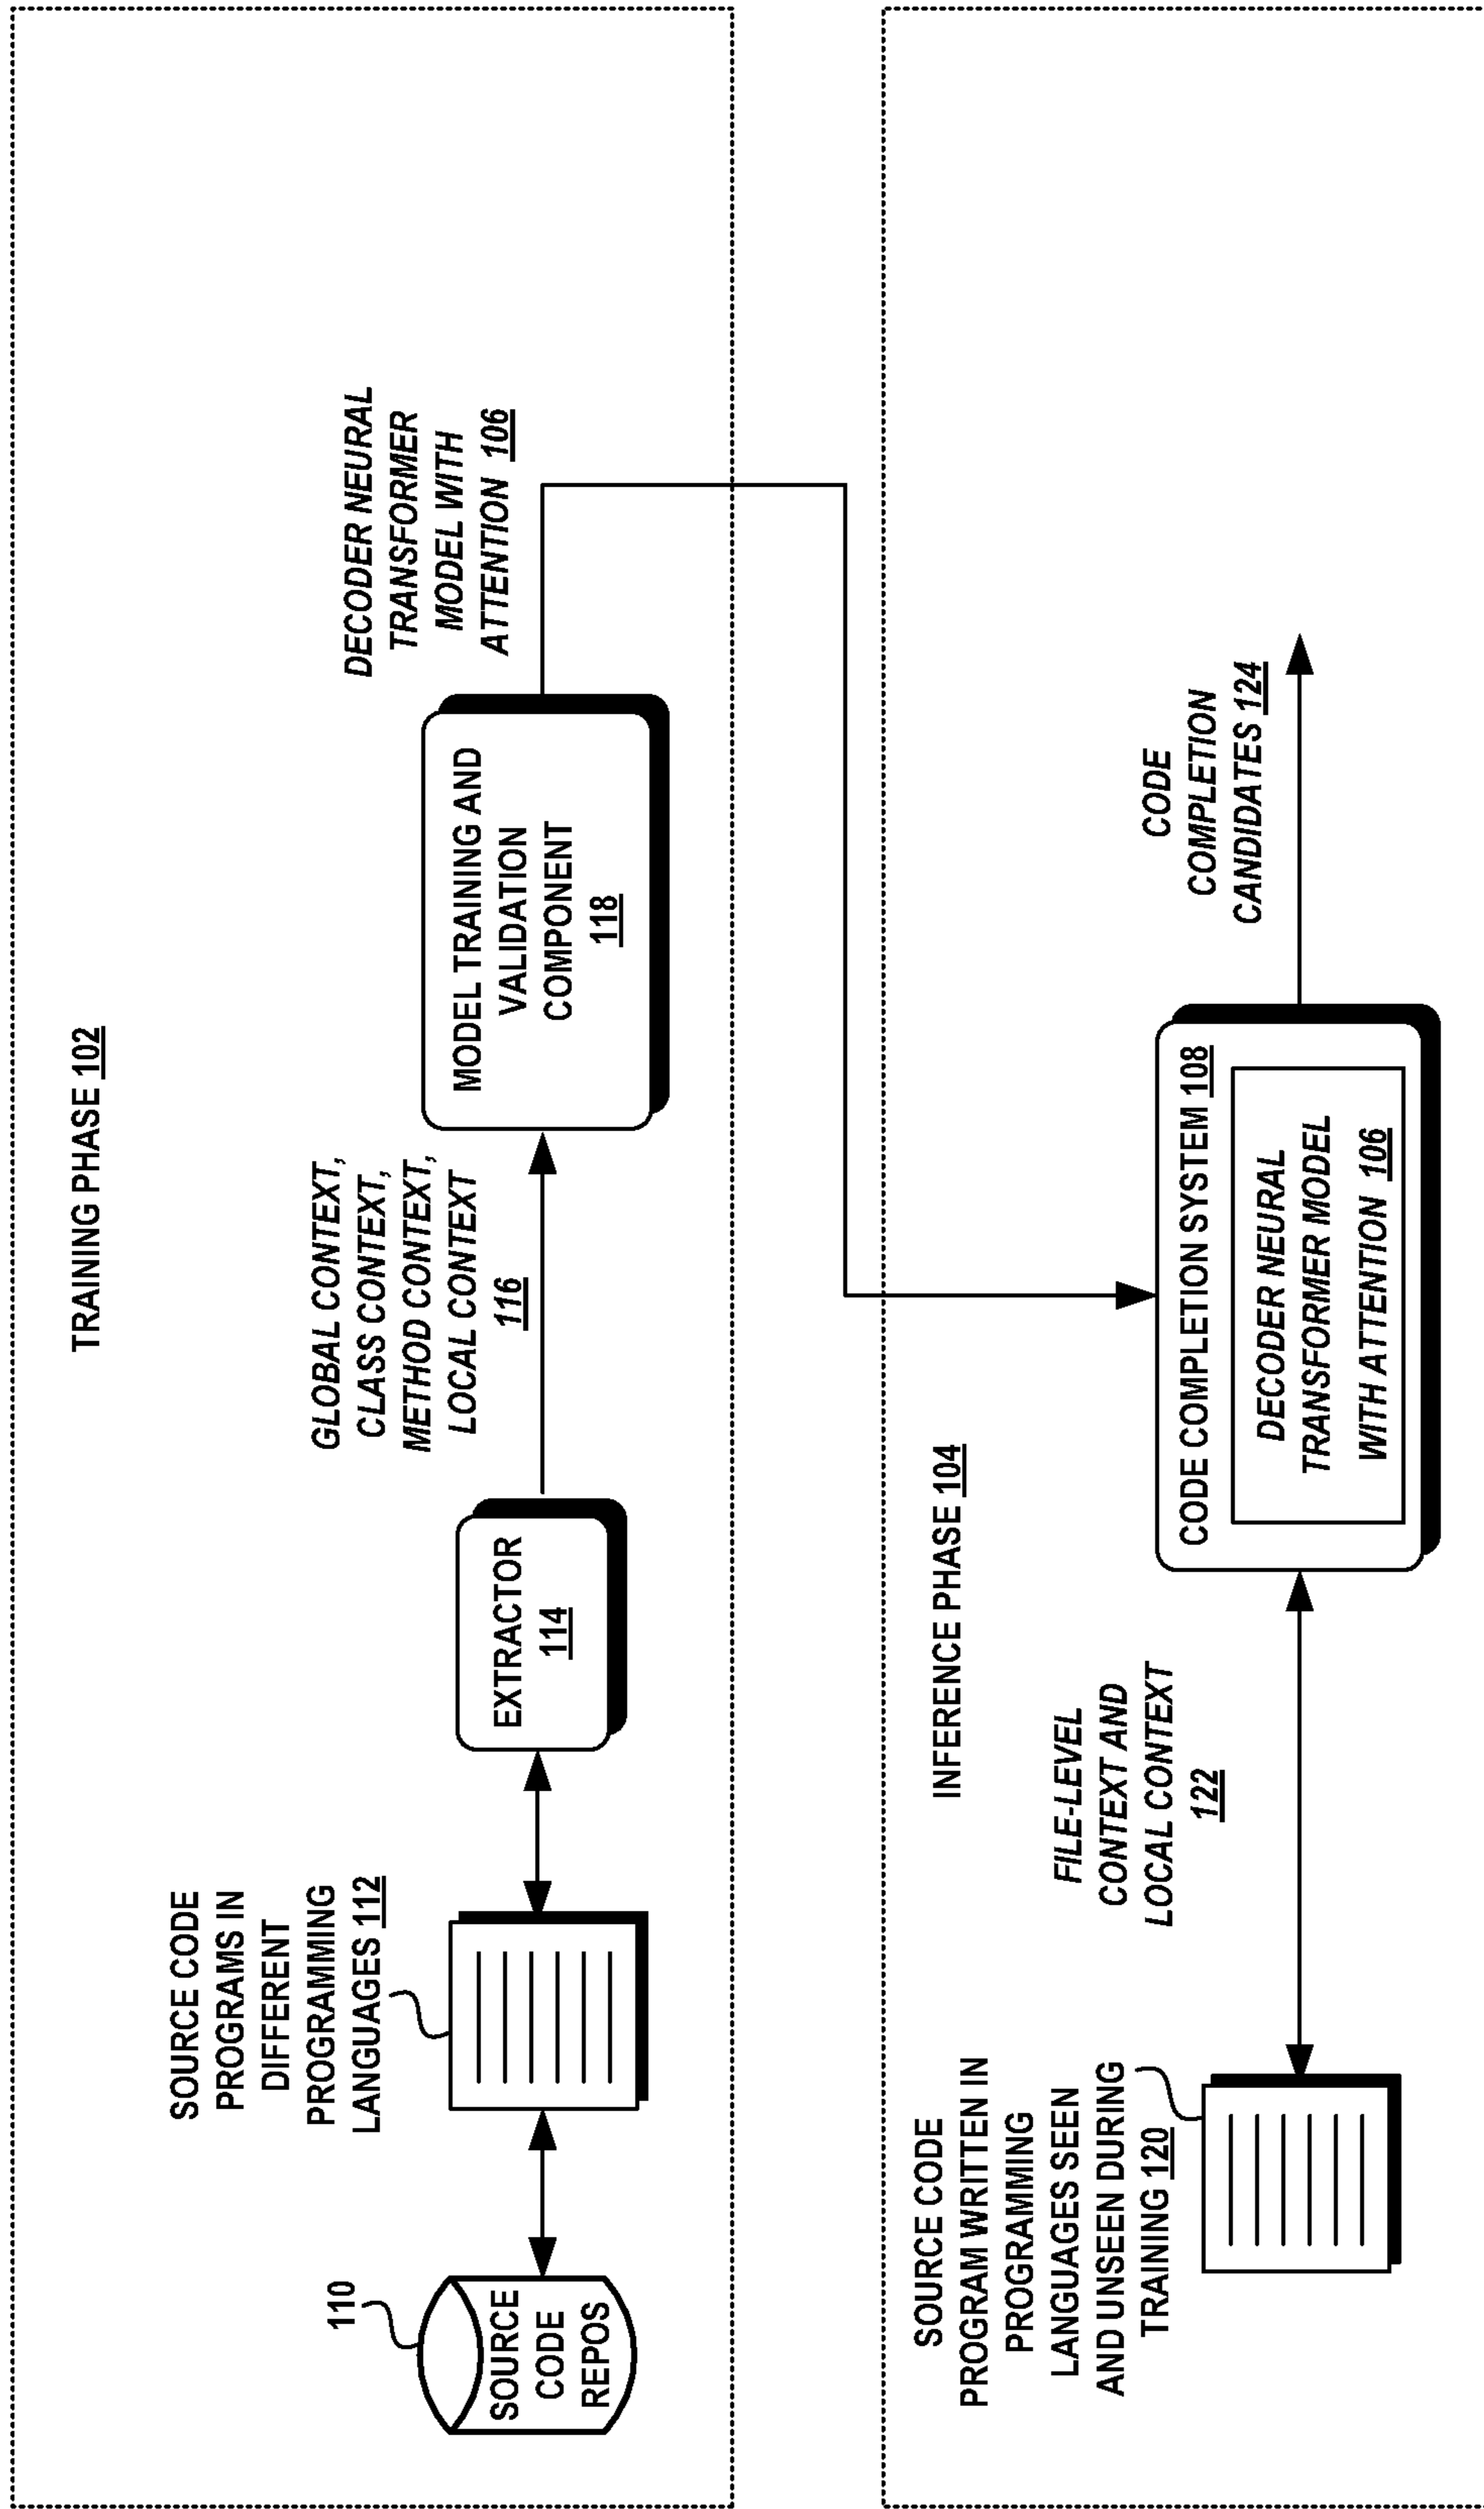 TRAINING PHASE 102
110
SOURCE
CODE
REPOS
SOURCE CODE
PROGRAMS IN
DIFFERENT
PROGRAMMING
LANGUAGES 112
EXTRACTOR
114
GLOBAL CONTEXT,
CLASS CONTEXT,
METHOD CONTEXT,
LOCAL CONTEXT
116
MODEL TRAINING AND
VALIDATION
COMPONENT
118
DECODER NEURAL
TRANSFORMER
MODEL WITH
ATTENTION 106
INFERENCE PHASE 104
SOURCE CODE
PROGRAM WRITTEN IN
PROGRAMMING
LANGUAGES SEEN
AND UNSEEN DURING
TRAINING 120
FILE-LEVEL
CONTEXT AND
LOCAL CONTEXT
122
CODE COMPLETION SYSTEM 108
DECODER NEURAL
TRANSFORMER MODEL
WITH ATTENTION 106
CODE
COMPLETION
CANDIDATES 124